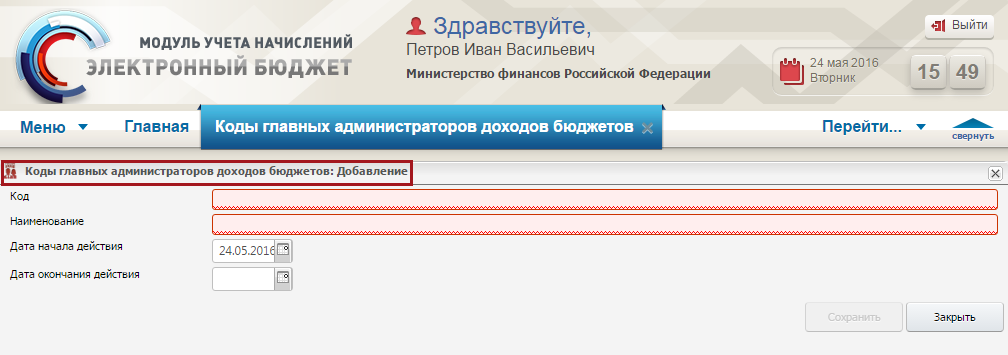 МОДУЛЬ УЧЕТА НАЧИСЛЕНИЙ
ЭЛЕКТРОННЫЙ БЮДЖЕТ
Здравствуйте,
Петров Иван Васильевич
Министерство финансов Российской Федерации
Выйти
24 мая 2016
Вторник
15 49
Меню
Главная
Коды главных администраторов доходов бюджетов
Перейти...
свернуть
Коды главных администраторов доходов бюджетов: Добавление
Код
Наименование
Дата начала действия
24.05.2016
Дата окончания действия
Сохранить
Закрыть